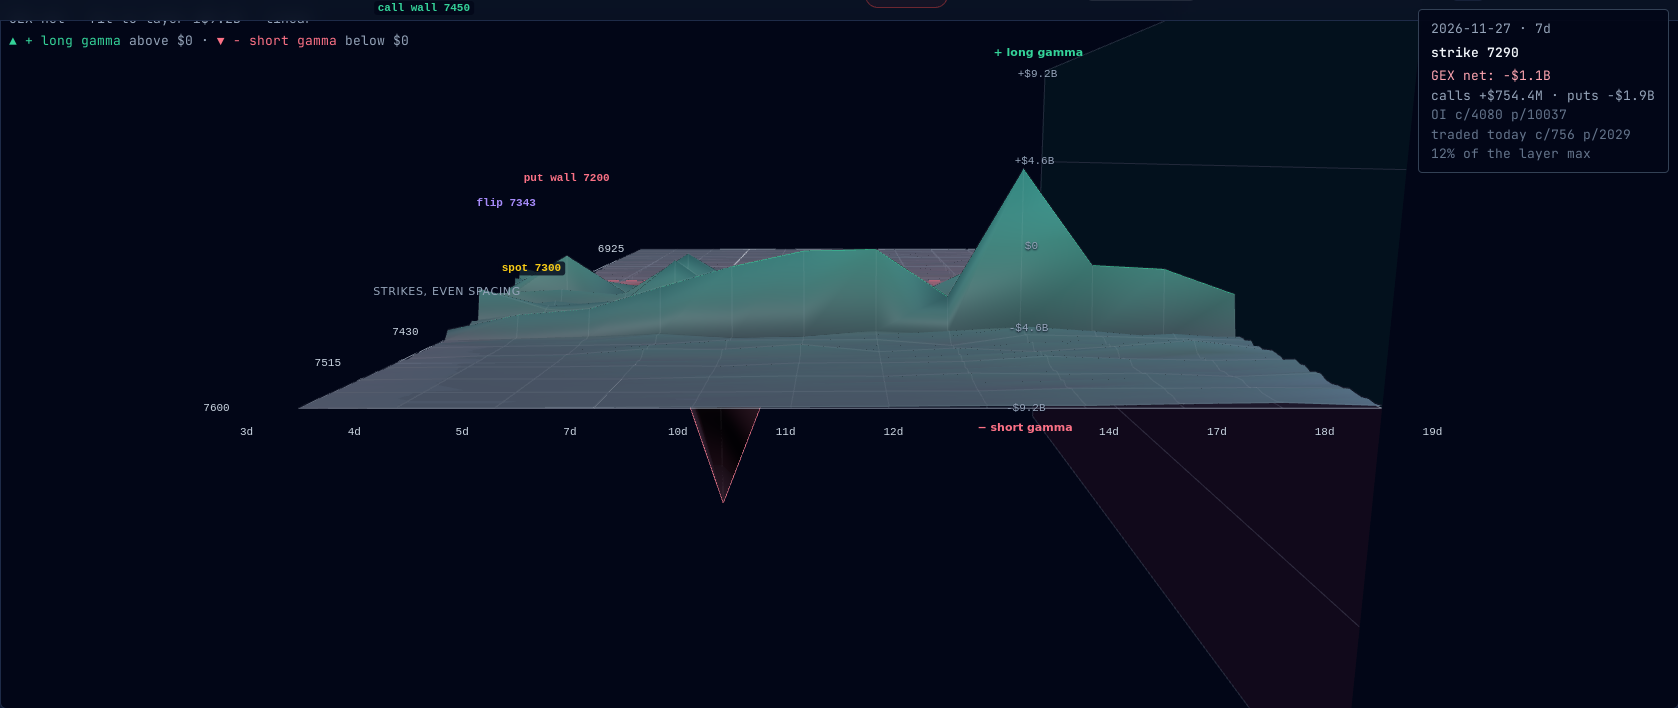 call wall 7450
▲ + long gamma above $0 · ▼ - short gamma below $0
+ long gamma
+$9.2B
+$4.6B
$0
-$4.6B
-$9.2B
− short gamma
put wall 7200
flip 7343
6925
spot 7300
STRIKES, EVEN SPACING
7430
7515
7600
3d 4d 5d 7d 10d 11d 12d 14d 17d 18d 19d
2026-11-27 · 7d
strike 7290
GEX net: -$1.1B
calls +$754.4M · puts -$1.9B
OI c/4080 p/10037
traded today c/756 p/2029
12% of the layer max